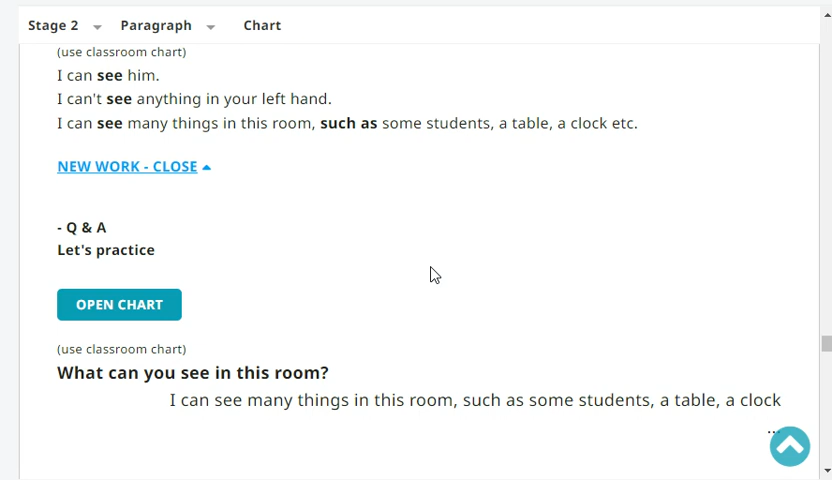 Stage 2 Paragraph Chart
(use classroom chart)
I can see him.
I can't see anything in your left hand.
I can see many things in this room, such as some students, a table, a clock etc.
NEW WORK - CLOSE
- Q & A
Let's practice
OPEN CHART
(use classroom chart)
What can you see in this room?
I can see many things in this room, such as some students, a table, a clock
...